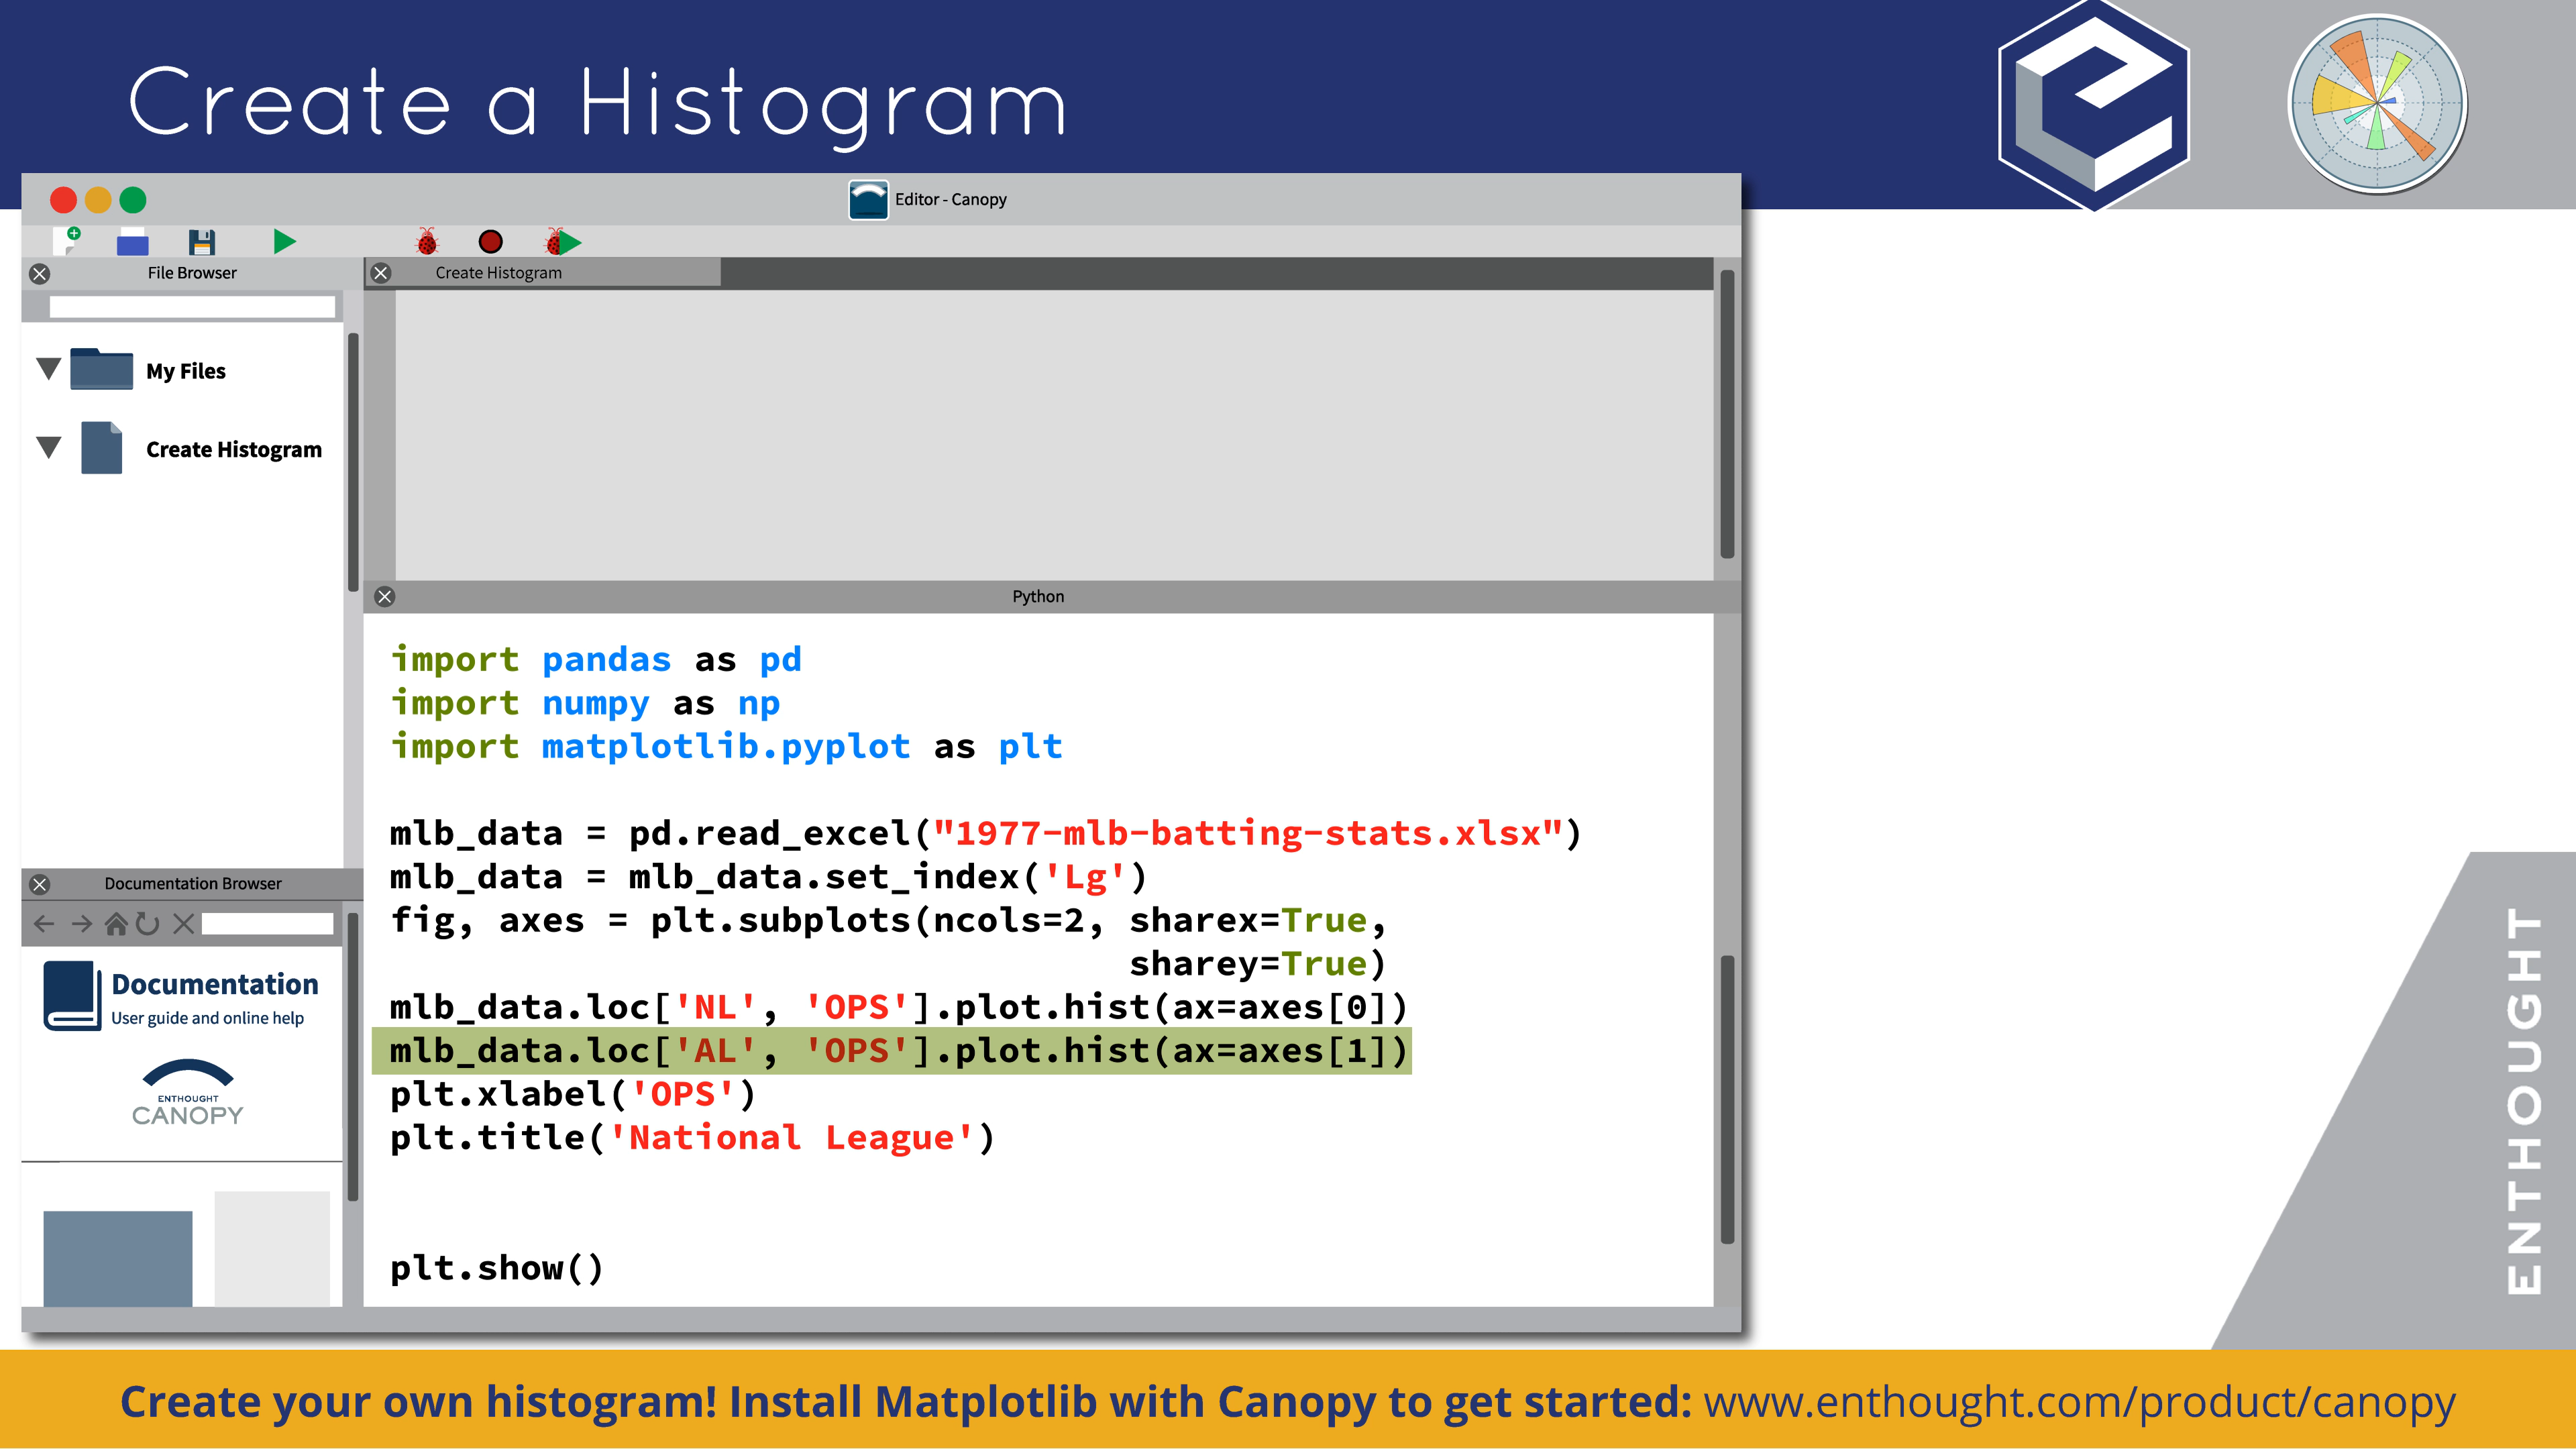 Create a Histogram
Editor - Canopy
File Browser
Create Histogram
My Files
Create Histogram
Python
import pandas as pd
import numpy as np
import matplotlib.pyplot as plt
mlb_data = pd.read_excel("1977-mlb-batting-stats.xlsx")
mlb_data = mlb_data.set_index('Lg')
fig, axes = plt.subplots(ncols=2, sharex=True,
sharey=True)
mlb_data.loc['NL', 'OPS'].plot.hist(ax=axes[0])
mlb_data.loc['AL', 'OPS'].plot.hist(ax=axes[1])
plt.xlabel('OPS')
plt.title('National League')
plt.show()
Documentation Browser
Documentation
User guide and online help
ENTHOUGHT
CANOPY
ENTHOUGHT
Create your own histogram! Install Matplotlib with Canopy to get started: www.enthought.com/product/canopy